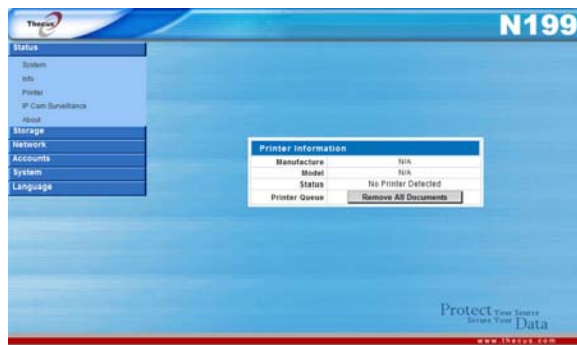 Thecus
N199
Status
System
Info
Printer
IP Cam Surveillance
About
Storage
Network
Accounts
System
Language
Printer Information
Manufacture N/A
Model N/A
Status No Printer Detected
Printer Queue Remove All Documents
Protect Your Source
Secure Your Data
www.thecus.com